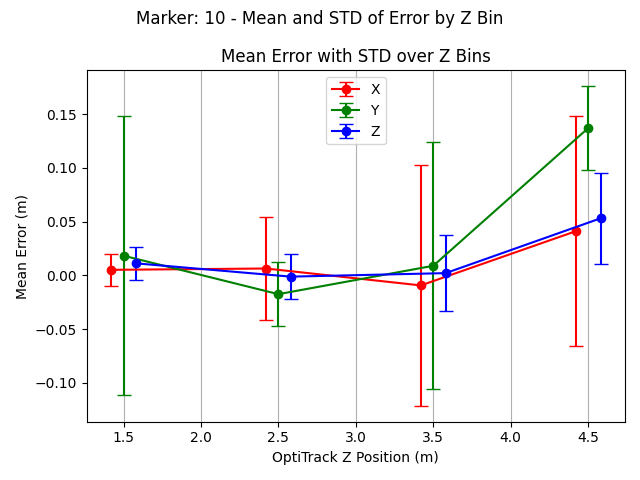 Marker: 10 - Mean and STD of Error by Z Bin
Mean Error with STD over Z Bins
X
Y
Z
0.15
0.10
0.05
0.00
−0.05
−0.10
Mean Error (m)
1.5 2.0 2.5 3.0 3.5 4.0 4.5
OptiTrack Z Position (m)